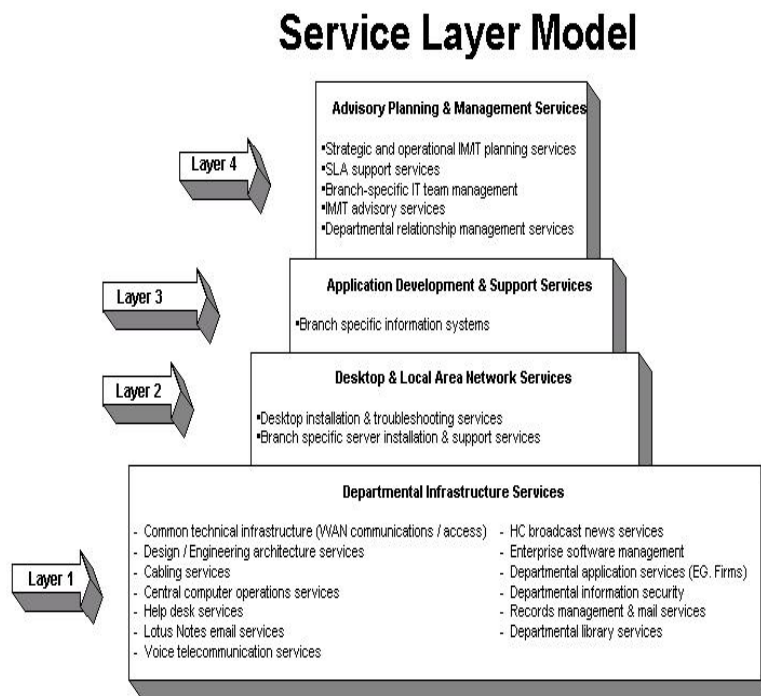 Service Layer Model
Layer 4
Advisory Planning & Management Services
▪Strategic and operational IM/IT planning services
▪SLA support services
▪Branch-specific IT team management
▪IM/IT advisory services
▪Departmental relationship management services
Layer 3
Application Development & Support Services
▪Branch specific information systems
Layer 2
Desktop & Local Area Network Services
▪Desktop installation & troubleshooting services
▪Branch specific server installation & support services
Layer 1
Departmental Infrastructure Services
- Common technical infrastructure (WAN communications / access)
- Design / Engineering architecture services
- Cabling services
- Central computer operations services
- Help desk services
- Lotus Notes email services
- Voice telecommunication services
- HC broadcast news services
- Enterprise software management
- Departmental application services (EG. Firms)
- Departmental information security
- Records management & mail services
- Departmental library services